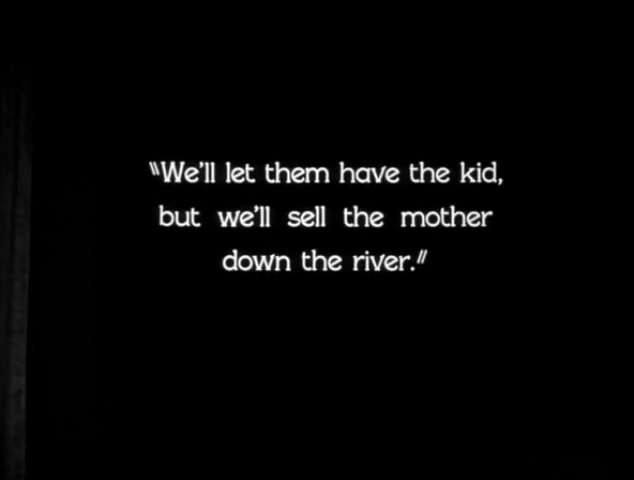 "We'll let them have the kid,
but we'll sell the mother
down the river."